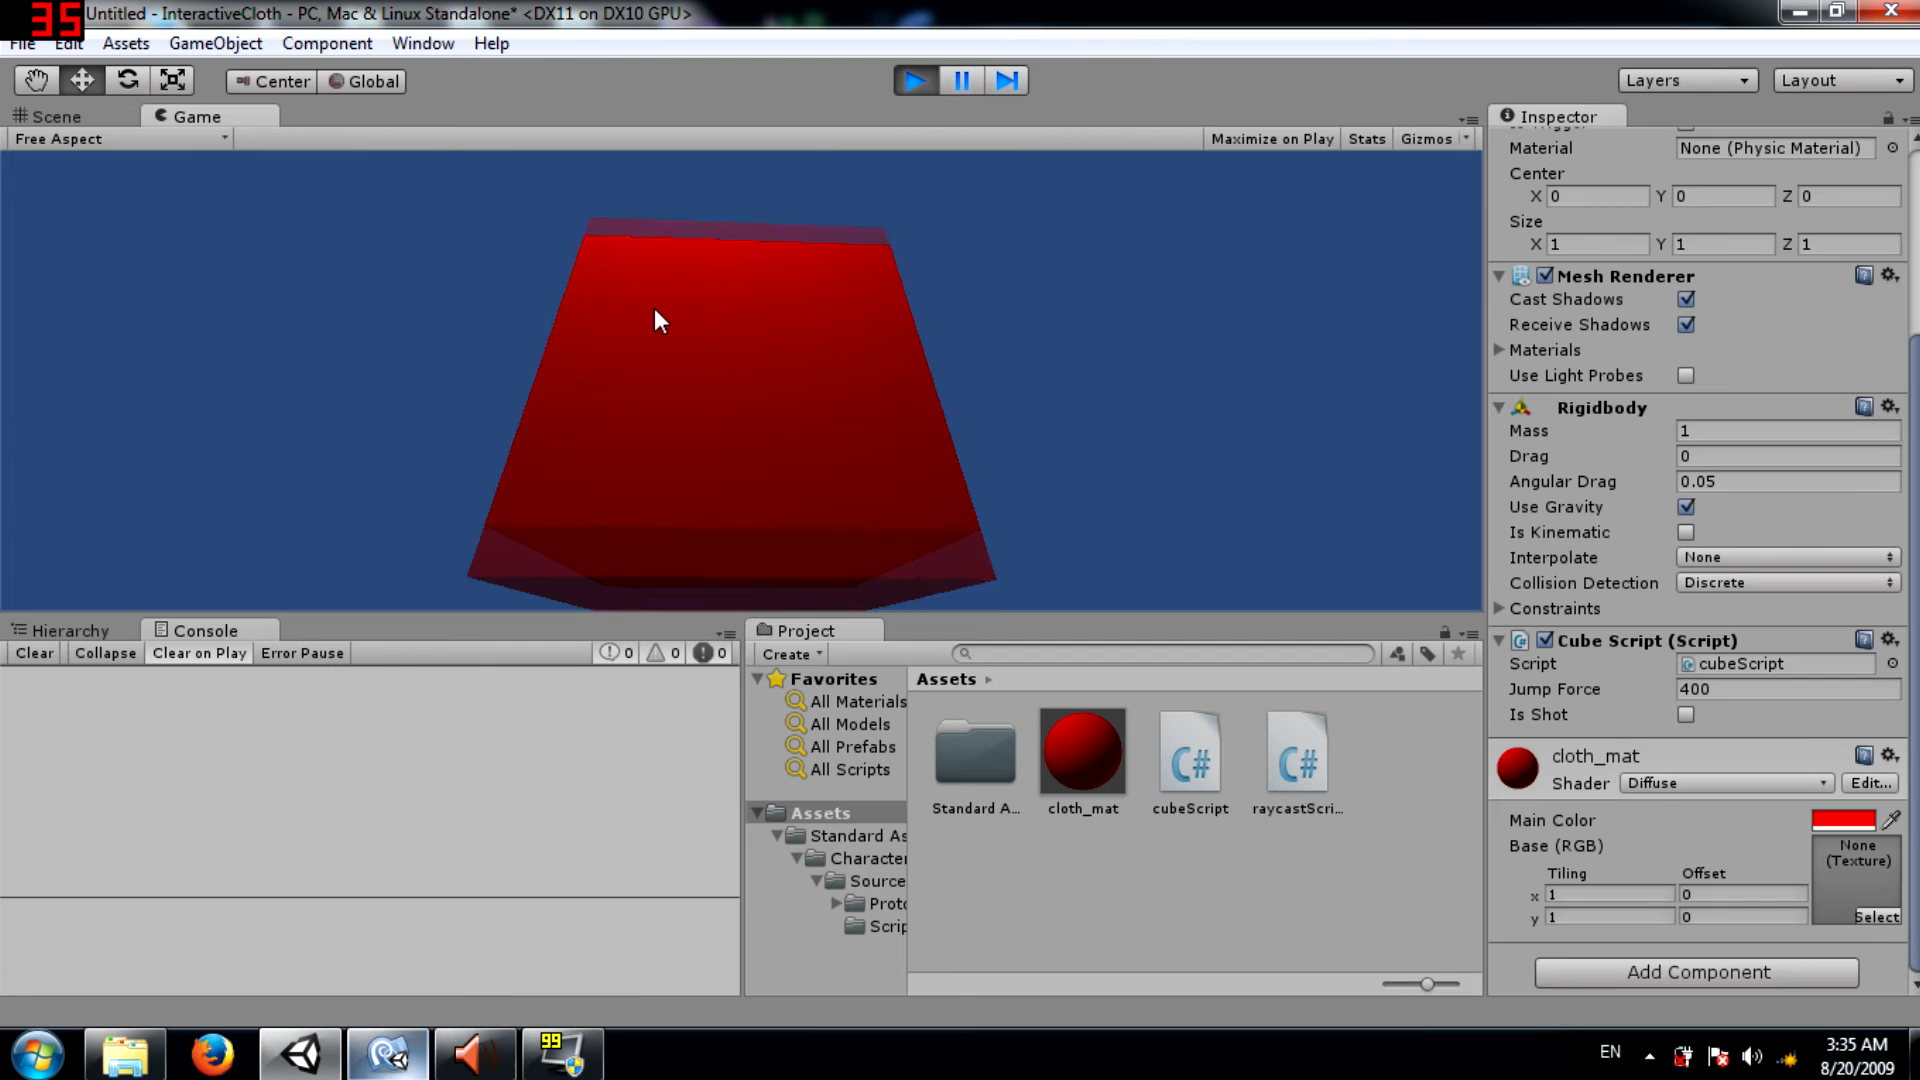 35
Untitled - InteractiveCloth - PC, Mac & Linux Standalone* <DX11 on DX10 GPU>
File Edit Assets GameObject Component Window Help
Center Global Layers Layout
Scene Game
Free Aspect Maximize on Play Stats Gizmos
Inspector
Is Trigger
Material None (Physic Material)
Center
X 0 Y 0 Z 0
Size
X 1 Y 1 Z 1
Mesh Renderer
Cast Shadows
Receive Shadows
Materials
Use Light Probes
Rigidbody
Mass 1
Drag 0
Angular Drag 0.05
Use Gravity
Is Kinematic
Interpolate None
Collision Detection Discrete
Constraints
Cube Script (Script)
Script cubeScript
Jump Force 400
Is Shot
cloth_mat
Shader Diffuse Edit...
Main Color
Base (RGB)
None
(Texture)
Tiling Offset
x 1 0
y 1 0
Select
Add Component
Hierarchy Console
Clear Collapse Clear on Play Error Pause 0 0 0
Project
Create
Favorites
All Materials
All Models
All Prefabs
All Scripts
Assets
Standard As
Character
Source
Proto
Scrip
Assets
Standard A...
cloth_mat
cubeScript
raycastScri...
99
EN
3:35 AM
8/20/2009